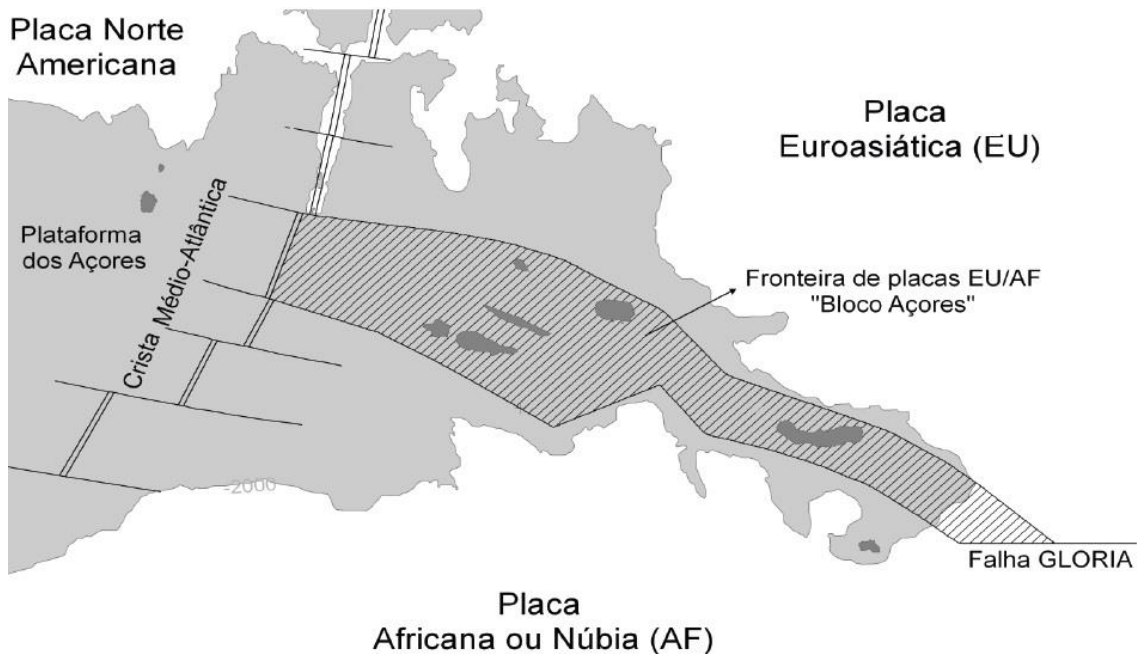 Placa Norte
Americana
Placa
Euroasiática (EU)
Plataforma
dos Açores
Crista Médio-Atlântica
Fronteira de placas EU/AF
"Bloco Açores"
-2000
Falha GLORIA
Placa
Africana ou Núbia (AF)